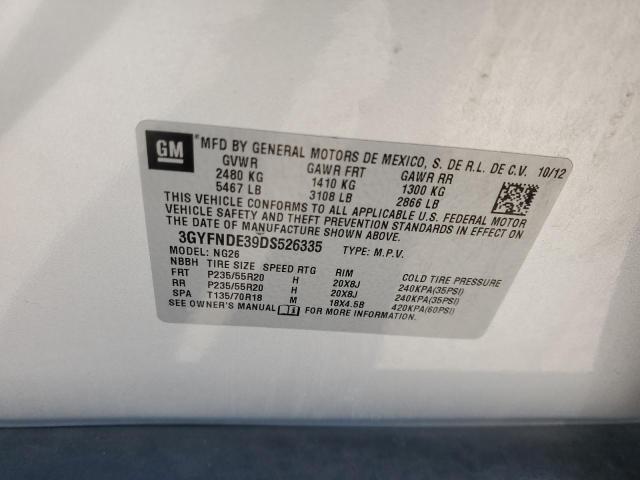 GM
*MFD BY GENERAL MOTORS DE MEXICO, S. DE R.L. DE C.V. 10/12
GVWR GAWR FRT GAWR RR
2480 KG 1410 KG 1300 KG
5467 LB 3108 LB 2866 LB
THIS VEHICLE CONFORMS TO ALL APPLICABLE U.S. FEDERAL MOTOR
VEHICLE SAFETY AND THEFT PREVENTION STANDARDS IN EFFECT ON
THE DATE OF MANUFACTURE SHOWN ABOVE.
3GYFNDE39DS526335 TYPE: M.P.V.
MODEL: NG26
NBBH TIRE SIZE SPEED RTG RIM COLD TIRE PRESSURE
FRT P235/55R20 H 20X8J 240KPA(35PSI)
RR P235/55R20 H 20X8J 240KPA(35PSI)
SPA T135/70R18 M 18X4.5B 420KPA(60PSI)
SEE OWNER'S MANUAL FOR MORE INFORMATION.